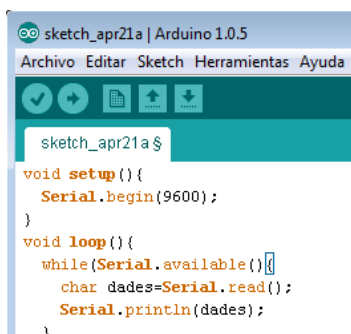 sketch_apr21a | Arduino 1.0.5
Archivo Editar Sketch Herramientas Ayuda
sketch_apr21a §
void setup(){
  Serial.begin(9600);
}
void loop(){
  while(Serial.available(){
    char dades=Serial.read();
    Serial.println(dades);
  }